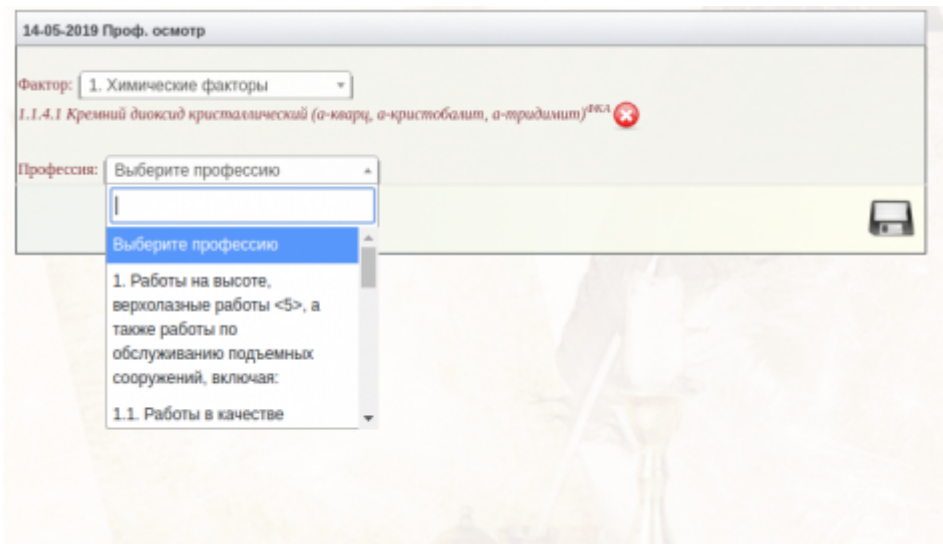 14-05-2019 Проф. осмотр
Фактор: 1. Химические факторы
1.1.4.1 Кремний диоксид кристаллический (а-кварц, а-кристобалит, а-тридимит)ФКА
Профессия: Выберите профессию
Выберите профессию
1. Работы на высоте,
верхолазные работы <5>, а
также работы по
обслуживанию подъемных
сооружений, включая:
1.1. Работы в качестве